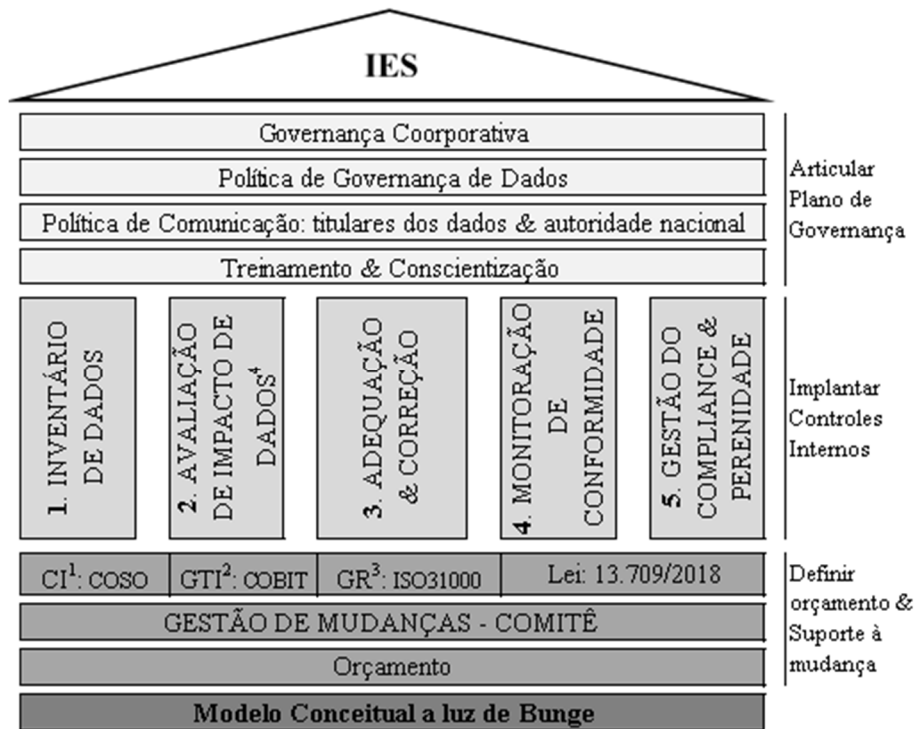 IES
Governança Coorporativa
Política de Governança de Dados
Política de Comunicação: titulares dos dados & autoridade nacional
Treinamento & Conscientização
Articular
Plano de
Governança
1. INVENTÁRIO
DE DADOS
2. AVALIAÇÃO
DE IMPACTO DE
DADOS⁴
3. ADEQUAÇÃO
& CORREÇÃO
4. MONITORAÇÃO
DE
CONFORMIDADE
5. GESTÃO DO
COMPLIANCE &
PERENIDADE
Implantar
Controles
Internos
CI¹: COSO
GTI²: COBIT
GR³: ISO31000
Lei: 13.709/2018
GESTÃO DE MUDANÇAS - COMITÊ
Orçamento
Definir
orçamento &
Suporte à
mudança
Modelo Conceitual a luz de Bunge